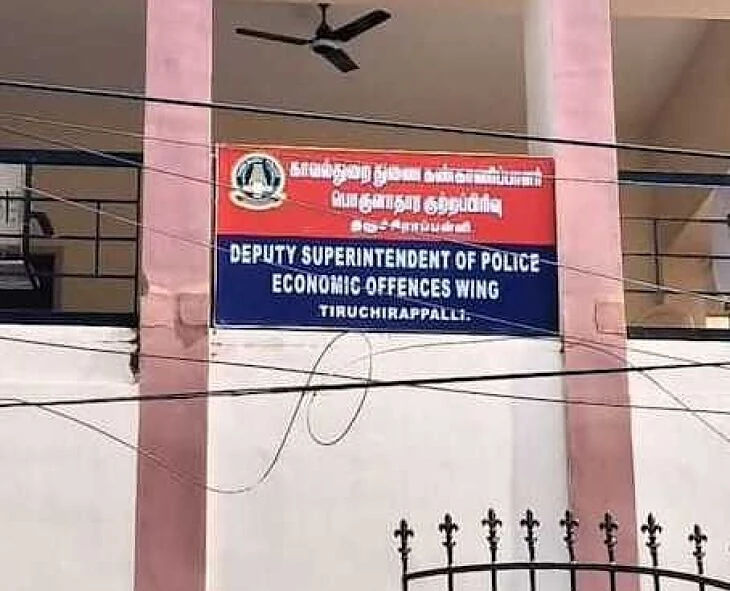 காவல்துறை துணை கண்காணிப்பாளர்
பொருளாதார குற்றப்பிரிவு
திருச்சிராப்பள்ளி
DEPUTY SUPERINTENDENT OF POLICE
ECONOMIC OFFENCES WING
TIRUCHIRAPPALLI.